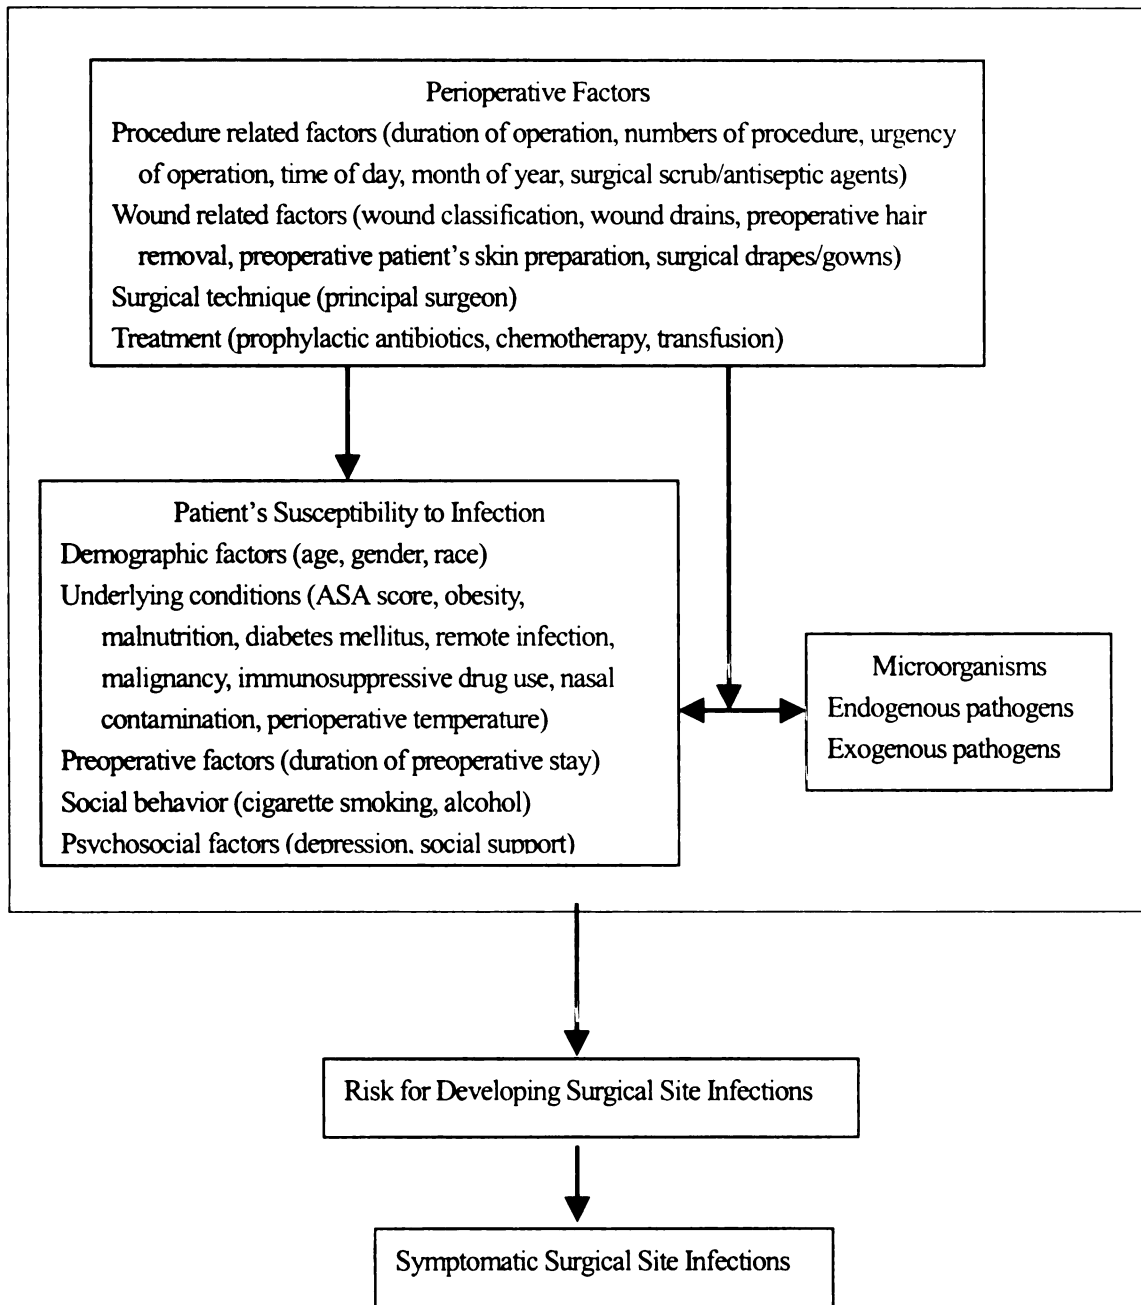 Perioperative Factors
Procedure related factors (duration of operation, numbers of procedure, urgency
of operation, time of day, month of year, surgical scrub/antiseptic agents)
Wound related factors (wound classification, wound drains, preoperative hair
removal, preoperative patient's skin preparation, surgical drapes/gowns)
Surgical technique (principal surgeon)
Treatment (prophylactic antibiotics, chemotherapy, transfusion)
Patient's Susceptibility to Infection
Demographic factors (age, gender, race)
Underlying conditions (ASA score, obesity,
malnutrition, diabetes mellitus, remote infection,
malignancy, immunosuppressive drug use, nasal
contamination, perioperative temperature)
Preoperative factors (duration of preoperative stay)
Social behavior (cigarette smoking, alcohol)
Psychosocial factors (depression, social support)
Microorganisms
Endogenous pathogens
Exogenous pathogens
Risk for Developing Surgical Site Infections
Symptomatic Surgical Site Infections